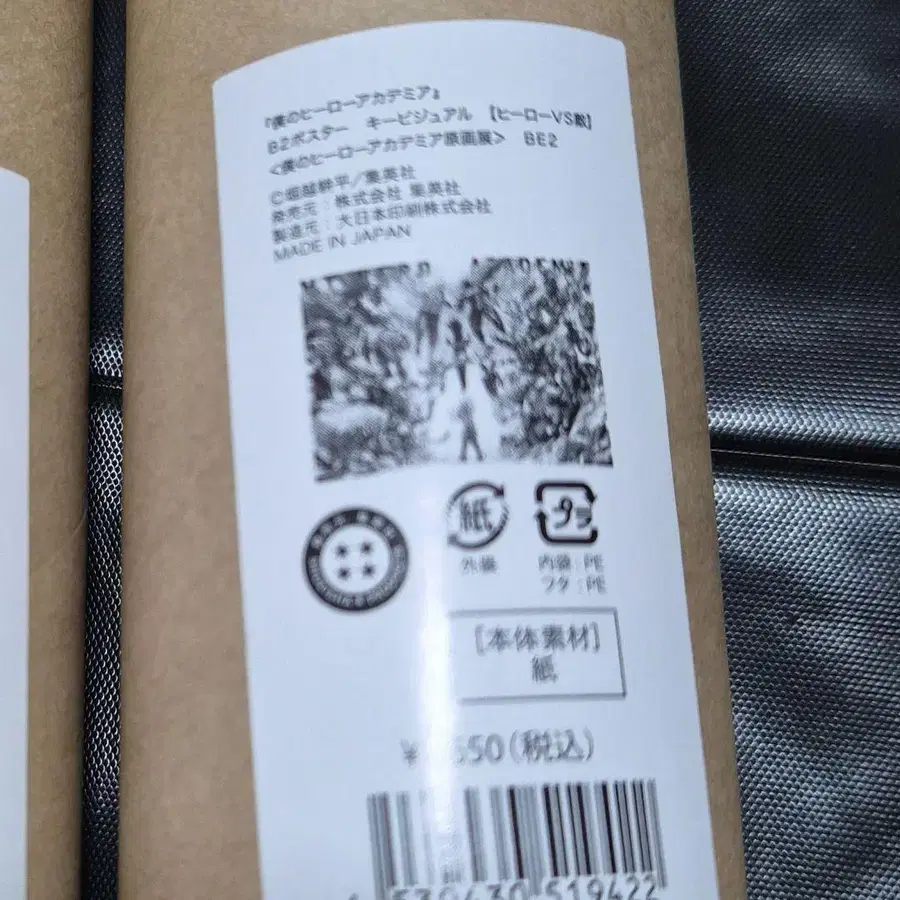 『僕のヒーローアカデミア』
B2ポスター　キービジュアル　【ヒーローVS敵】
<僕のヒーローアカデミア原画展>　BE2
©堀越耕平/集英社
発売元：株式会社 集英社
製造元：大日本印刷株式会社
MADE IN JAPAN
紙
プラ
外装
内袋：PE
フタ：PE
[本体素材]
紙
550(税込)
519422